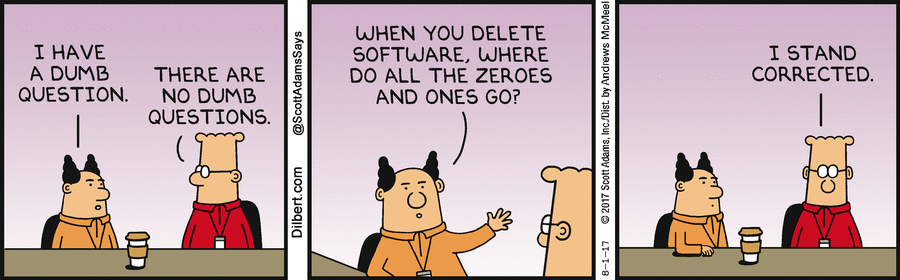 I HAVE
A DUMB
QUESTION.
THERE ARE
NO DUMB
QUESTIONS.
Dilbert.com
@ScottAdamsSays
WHEN YOU DELETE
SOFTWARE, WHERE
DO ALL THE ZEROES
AND ONES GO?
8-1-17 © 2017 Scott Adams, Inc./Dist. by Andrews McMeel
I STAND
CORRECTED.